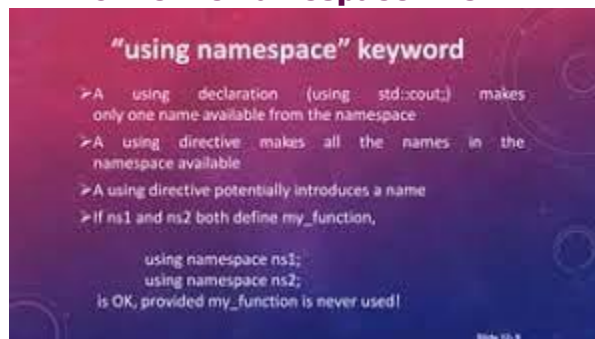 "using namespace" keyword
➢A using declaration (using std::cout;) makes
only one name available from the namespace
➢A using directive makes all the names in the
namespace available
➢A using directive potentially introduces a name
➢If ns1 and ns2 both define my_function,
using namespace ns1;
using namespace ns2;
is OK, provided my_function is never used!